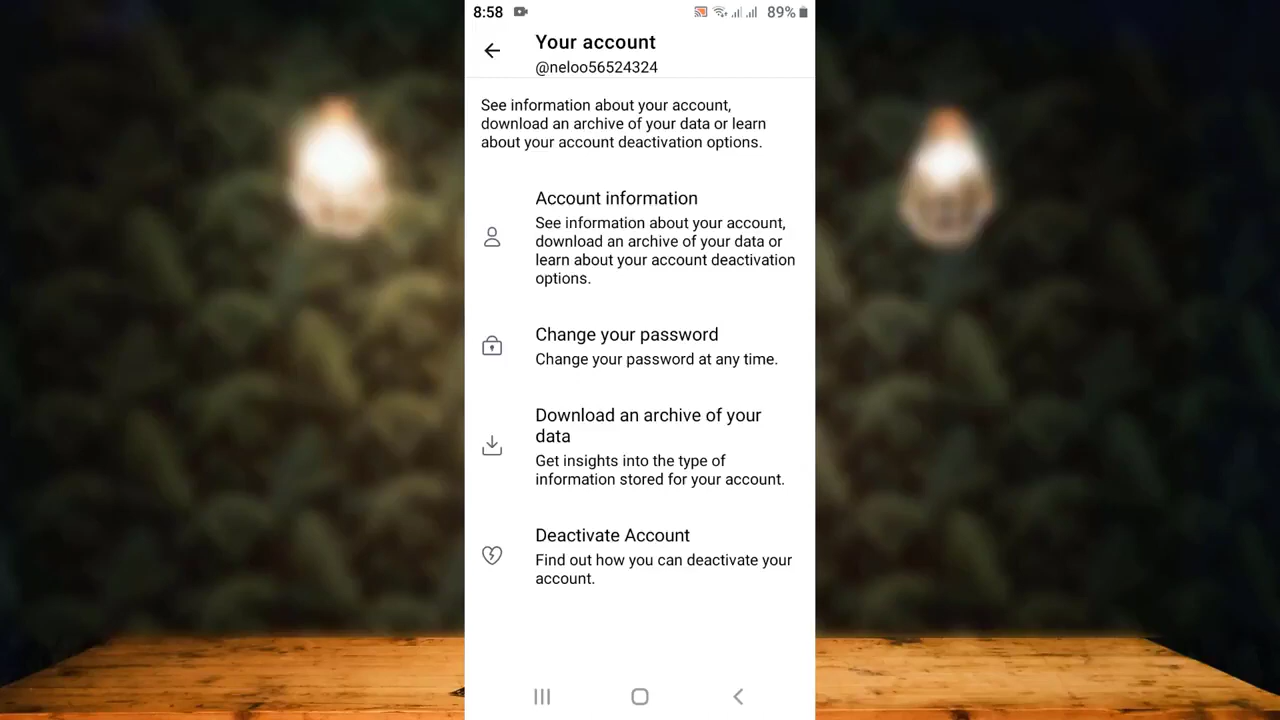 8:58 89%
Your account
@neloo56524324
See information about your account,
download an archive of your data or learn
about your account deactivation options.
Account information
See information about your account,
download an archive of your data or
learn about your account deactivation
options.
Change your password
Change your password at any time.
Download an archive of your
data
Get insights into the type of
information stored for your account.
Deactivate Account
Find out how you can deactivate your
account.